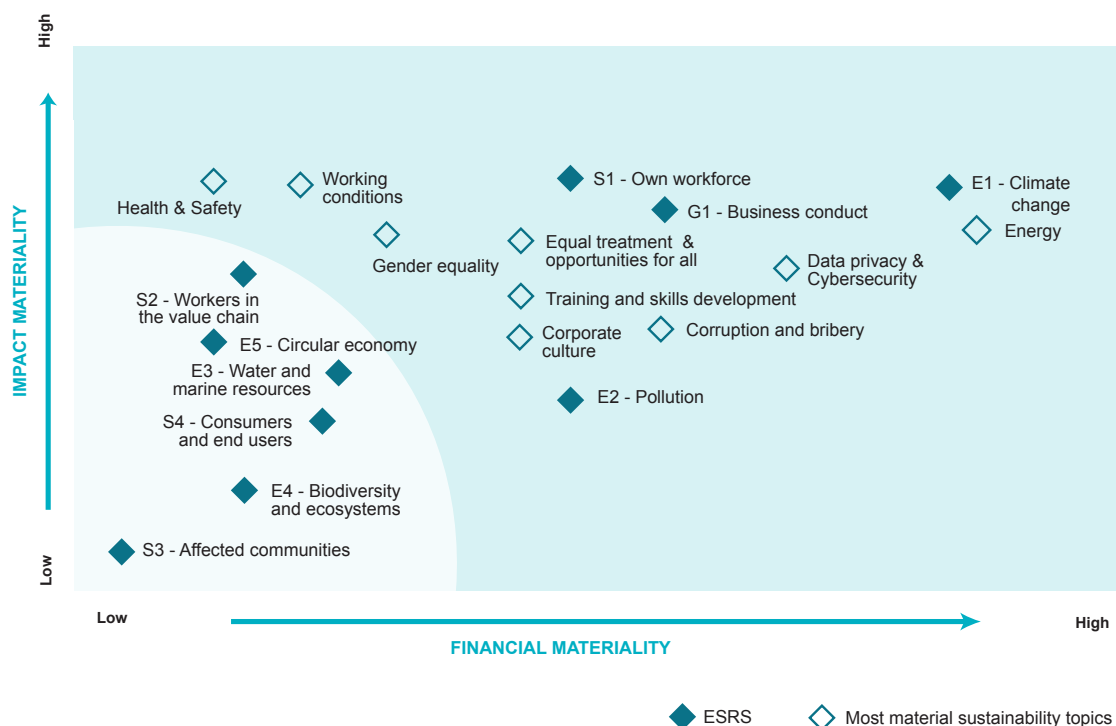 High
IMPACT MATERIALITY
Low
Health & Safety
Working
conditions
Gender equality
S1 - Own workforce
G1 - Business conduct
E1 - Climate
change
Energy
Equal treatment  &
opportunities for all
Data privacy &
Cybersecurity
Training and skills development
Corporate
culture
Corruption and bribery
E2 - Pollution
S2 - Workers in
the value chain
E5 - Circular economy
E3 - Water and
marine resources
S4 - Consumers
and end users
E4 - Biodiversity
and ecosystems
S3 - Affected communities
Low
High
FINANCIAL MATERIALITY
ESRS
Most material sustainability topics